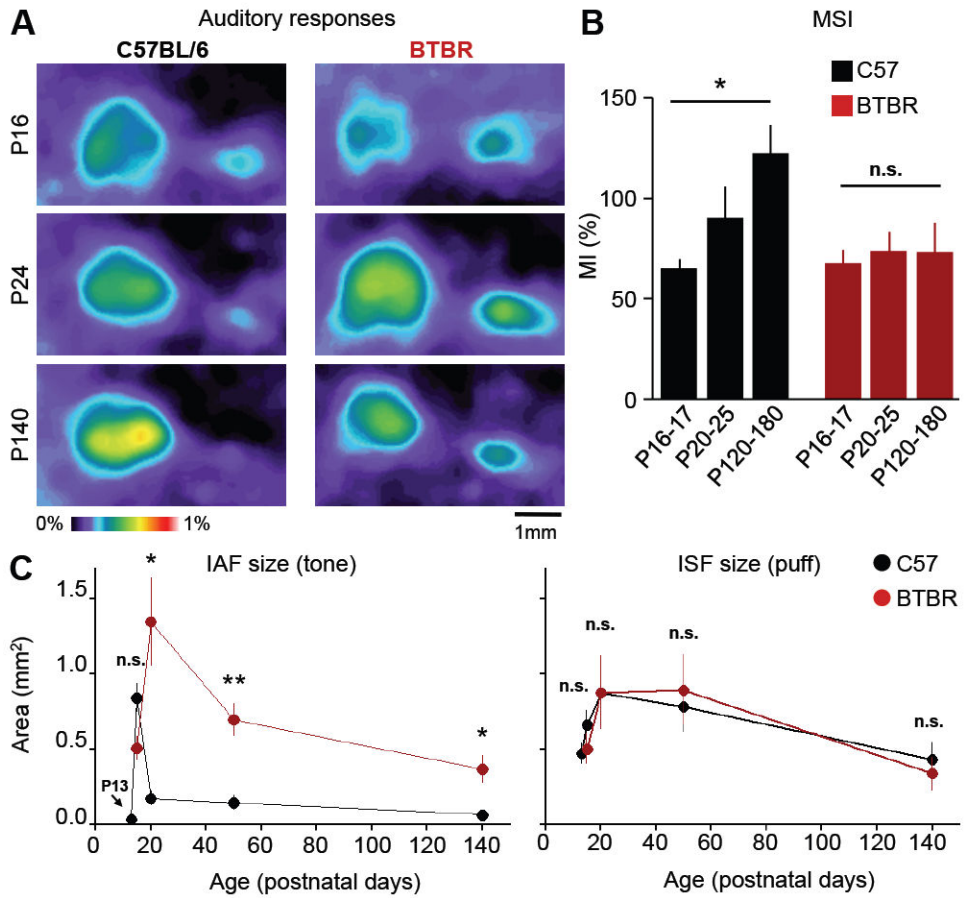 A
Auditory responses
C57BL/6
BTBR
P16
P24
P140
0%
1%
1mm
B
MSI
C57
BTBR
MI (%)
150
100
50
0
*
n.s.
P16-17
P20-25
P120-180
P16-17
P20-25
P120-180
C
IAF size (tone)
Area (mm²)
1.5
1.0
0.5
0.0
*
n.s.
**
*
P13
0
20
40
60
80
100
120
140
Age (postnatal days)
ISF size (puff)
C57
BTBR
n.s.
n.s.
n.s.
n.s.
0
20
40
60
80
100
120
140
Age (postnatal days)